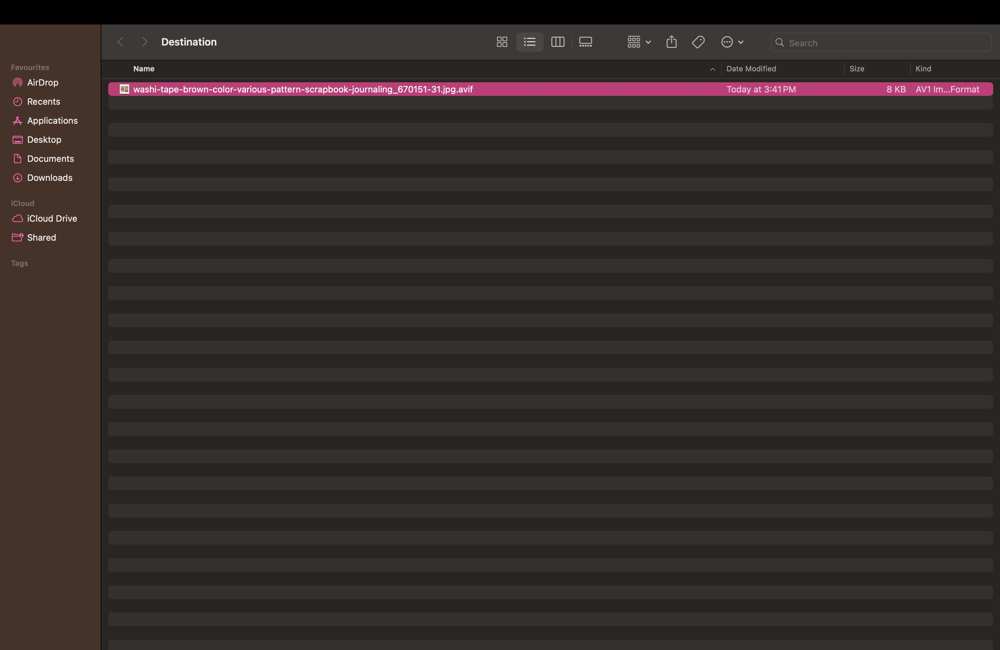 Destination
Search
Favourites
AirDrop
Recents
Applications
Desktop
Documents
Downloads
iCloud
iCloud Drive
Shared
Tags
Name Date Modified Size Kind
washi-tape-brown-color-various-pattern-scrapbook-journaling_670151-31.jpg.avif Today at 3:41 PM 8 KB AV1 Im...Format